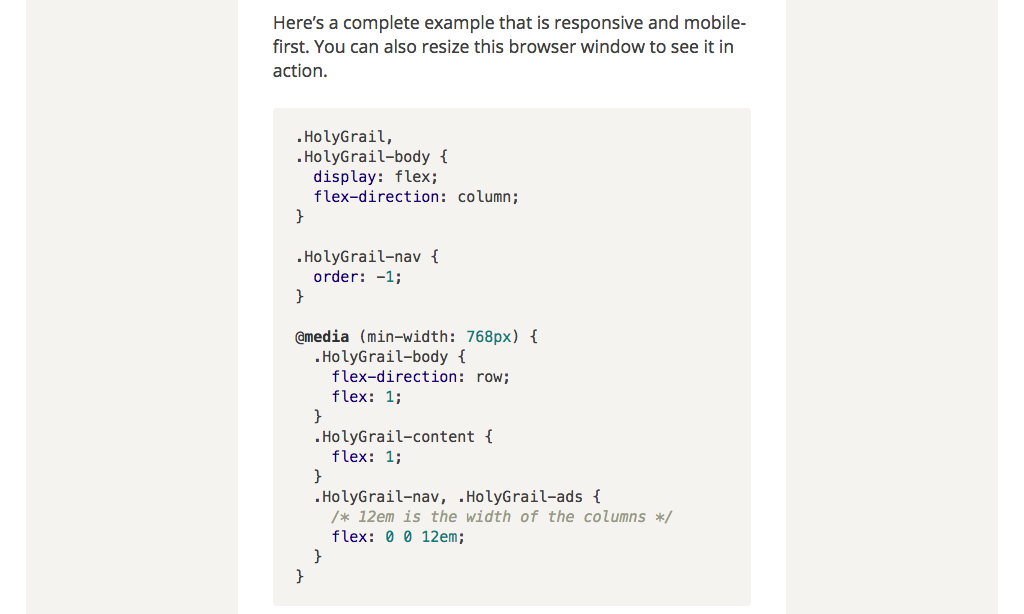 Here’s a complete example that is responsive and mobile-
first. You can also resize this browser window to see it in
action.
.HolyGrail,
.HolyGrail-body {
  display: flex;
  flex-direction: column;
}
.HolyGrail-nav {
  order: -1;
}
@media (min-width: 768px) {
  .HolyGrail-body {
    flex-direction: row;
    flex: 1;
  }
  .HolyGrail-content {
    flex: 1;
  }
  .HolyGrail-nav, .HolyGrail-ads {
    /* 12em is the width of the columns */
    flex: 0 0 12em;
  }
}